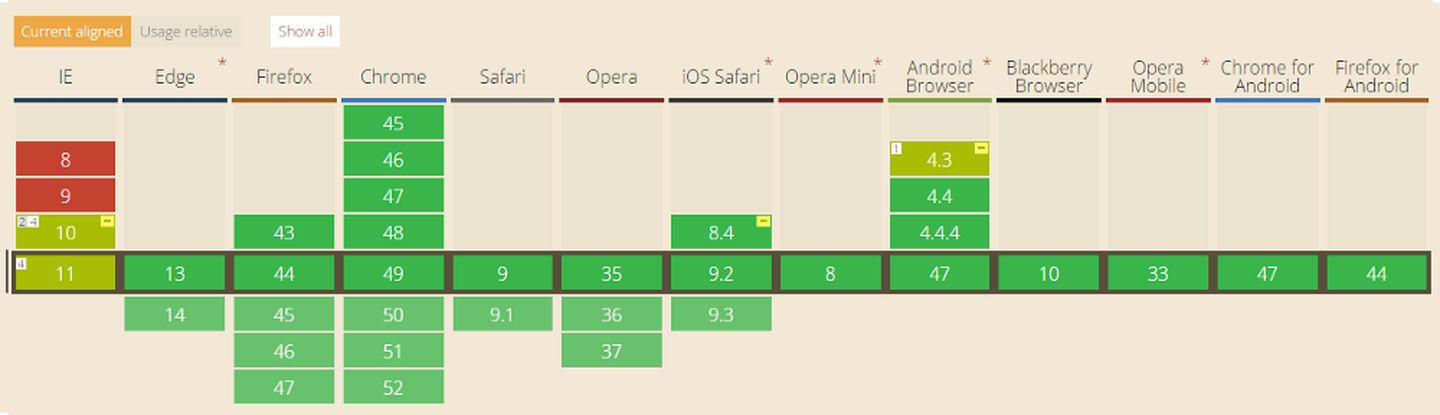 Current aligned Usage relative Show all
IE Edge * Firefox Chrome Safari Opera iOS Safari * Opera Mini * Android Browser * Blackberry Browser Opera Mobile * Chrome for Android Firefox for Android
45
8 46 1 4.3 -
9 47 4.4
2 4 10 - 43 48 8.4 - 4.4.4
4 11 13 44 49 9 35 9.2 8 47 10 33 47 44
14 45 50 9.1 36 9.3
46 51 37
47 52